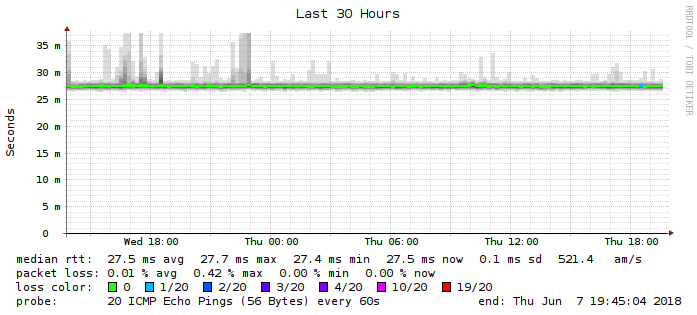 Last 30 Hours
RRDTOOL / TOBI OETIKER
Seconds
35 m
30 m
25 m
20 m
15 m
10 m
5 m
0
Wed 18:00 Thu 00:00 Thu 06:00 Thu 12:00 Thu 18:00
median rtt: 27.5 ms avg 27.7 ms max 27.4 ms min 27.5 ms now 0.1 ms sd 521.4 am/s
packet loss: 0.01 % avg 0.42 % max 0.00 % min 0.00 % now
loss color: 0 1/20 2/20 3/20 4/20 10/20 19/20
probe: 20 ICMP Echo Pings (56 Bytes) every 60s end: Thu Jun 7 19:45:04 2018